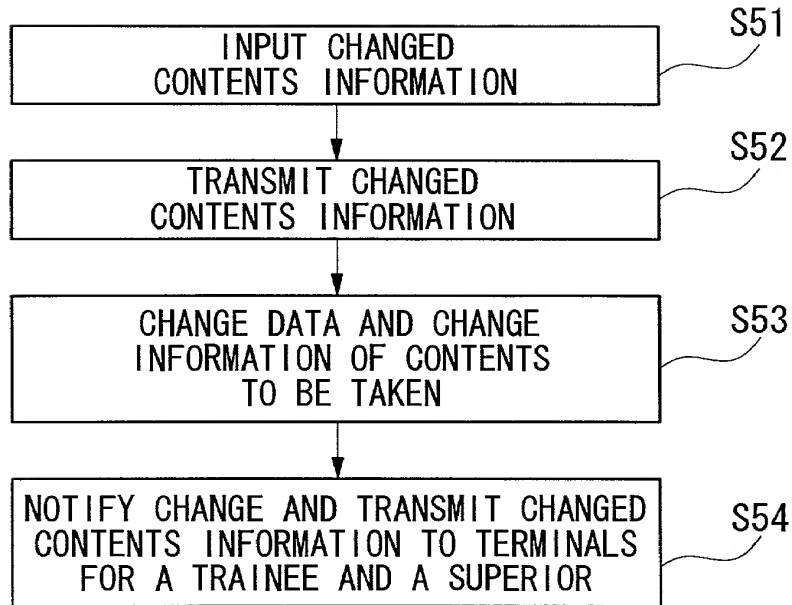 S51
INPUT CHANGED
CONTENTS INFORMATION
S52
TRANSMIT CHANGED
CONTENTS INFORMATION
S53
CHANGE DATA AND CHANGE
INFORMATION OF CONTENTS
TO BE TAKEN
S54
NOTIFY CHANGE AND TRANSMIT CHANGED
CONTENTS INFORMATION TO TERMINALS
FOR A TRAINEE AND A SUPERIOR